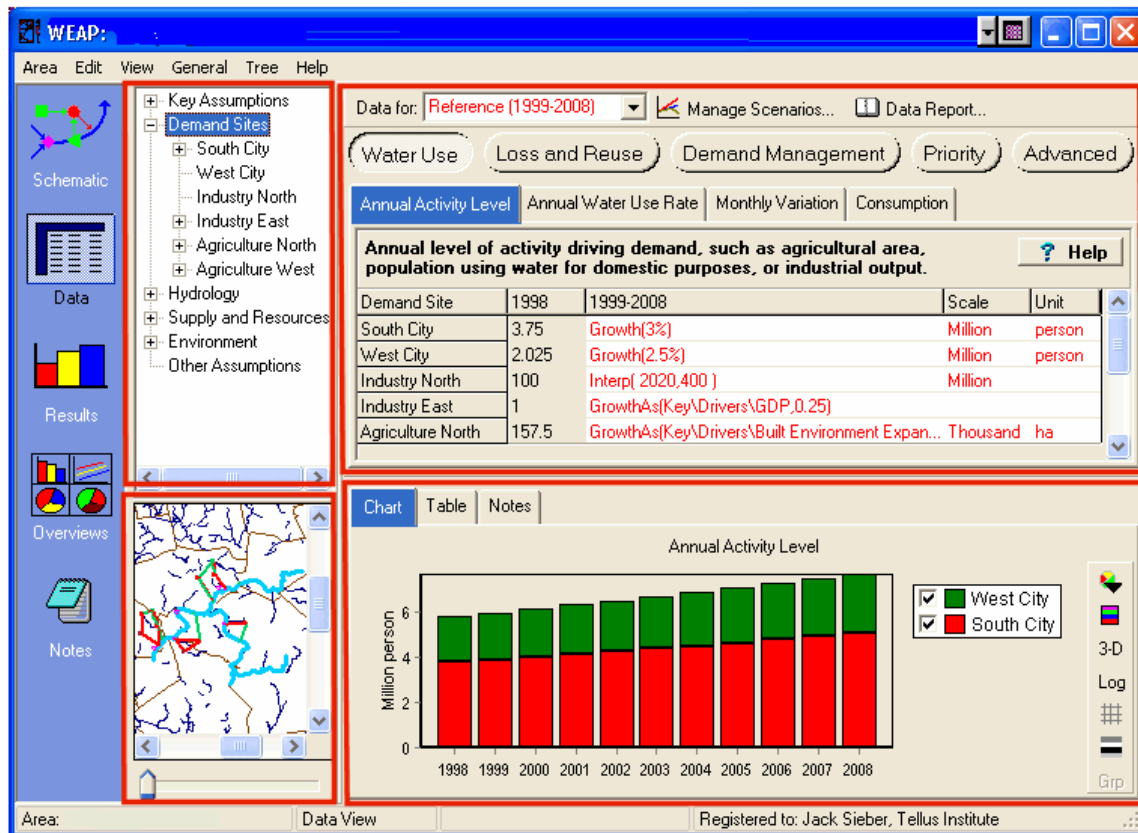 WEAP:
Area Edit View General Tree Help
Schematic
Data
Results
Overviews
Notes
Key Assumptions
Demand Sites
South City
West City
Industry North
Industry East
Agriculture North
Agriculture West
Hydrology
Supply and Resources
Environment
Other Assumptions
Data for: Reference (1999-2008) Manage Scenarios... Data Report...
Water Use Loss and Reuse Demand Management Priority Advanced
Annual Activity Level Annual Water Use Rate Monthly Variation Consumption
Annual level of activity driving demand, such as agricultural area,
population using water for domestic purposes, or industrial output.
? Help
Demand Site 1998 1999-2008 Scale Unit
South City 3.75 Growth(3%) Million person
West City 2.025 Growth(2.5%) Million person
Industry North 100 Interp( 2020,400 ) Million
Industry East 1 GrowthAs(Key\Drivers\GDP,0.25)
Agriculture North 157.5 GrowthAs(Key\Drivers\Built Environment Expan... Thousand ha
Chart Table Notes
Annual Activity Level
Million person
6
4
2
0
1998 1999 2000 2001 2002 2003 2004 2005 2006 2007 2008
West City
South City
3-D
Log
Grp
Area: Data View Registered to: Jack Sieber, Tellus Institute